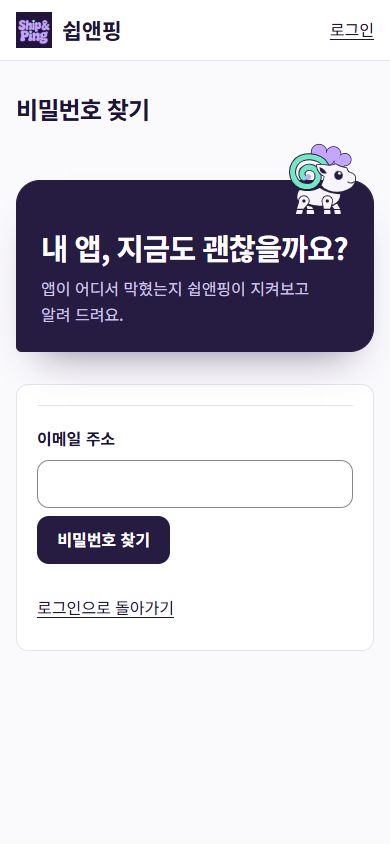 Ship&
Ping
쉽앤핑
로그인
비밀번호 찾기
내 앱, 지금도 괜찮을까요?
앱이 어디서 막혔는지 쉽앤핑이 지켜보고
알려 드려요.
이메일 주소
비밀번호 찾기
로그인으로 돌아가기